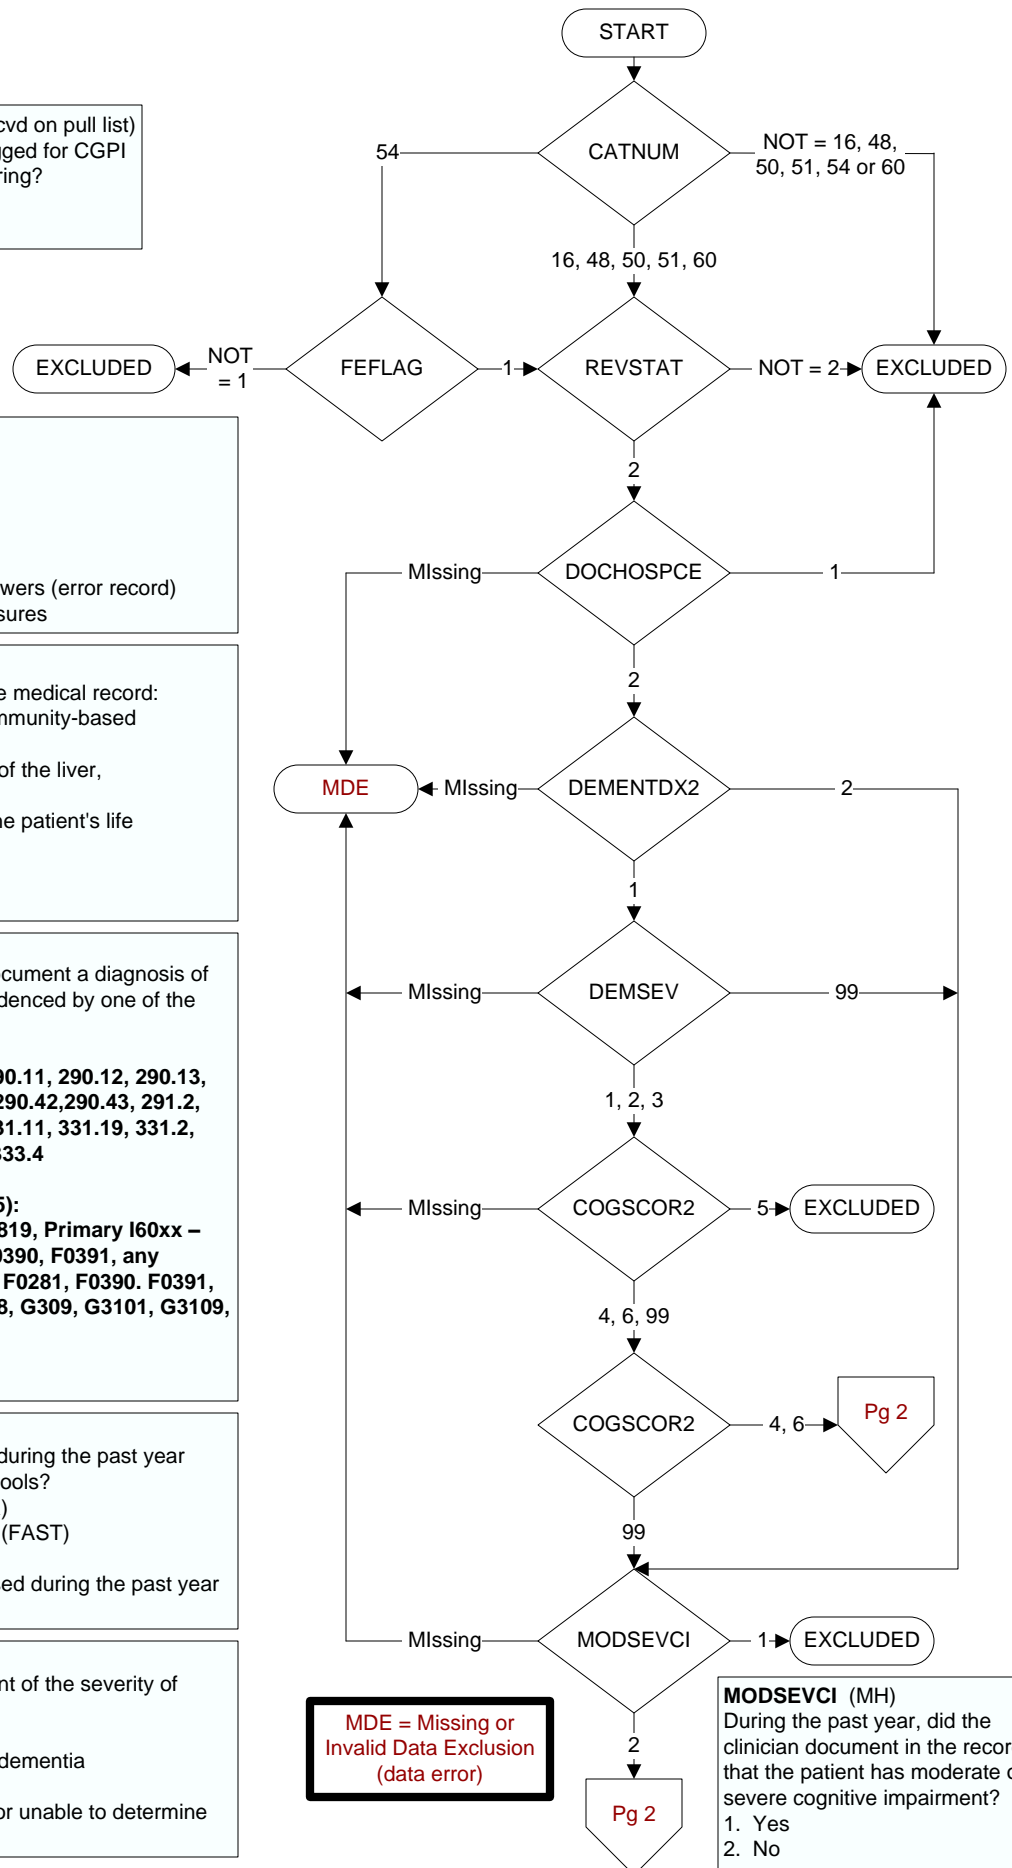 START
cvd on pull list)
gged for CGPI
ring?
54
CATNUM
NOT = 16, 48,
50, 51, 54 or 60
16, 48, 50, 51, 60
EXCLUDED
NOT
= 1
FEFLAG
1
REVSTAT
NOT = 2
EXCLUDED
2
wers (error record)
sures
MIssing
DOCHOSPCE
1
2
e medical record:
mmunity-based
of the liver,
he patient's life
MDE
MIssing
DEMENTDX2
2
1
ocument a diagnosis of
denced by one of the
90.11, 290.12, 290.13,
290.42,290.43, 291.2,
31.11, 331.19, 331.2,
333.4
5):
819, Primary I60xx –
0390, F0391, any
F0281, F0390. F0391,
8, G309, G3101, G3109,
MIssing
DEMSEV
99
1, 2, 3
MIssing
COGSCOR2
5
EXCLUDED
4, 6, 99
COGSCOR2
4, 6
Pg 2
99
during the past year
ools?
)
(FAST)
sed during the past year
MIssing
MODSEVCI
1
EXCLUDED
2
Pg 2
nt of the severity of
dementia
or unable to determine
MDE = Missing or
Invalid Data Exclusion
(data error)
MODSEVCI (MH)
During the past year, did the
clinician document in the recor
that the patient has moderate o
severe cognitive impairment?
1. Yes
2. No